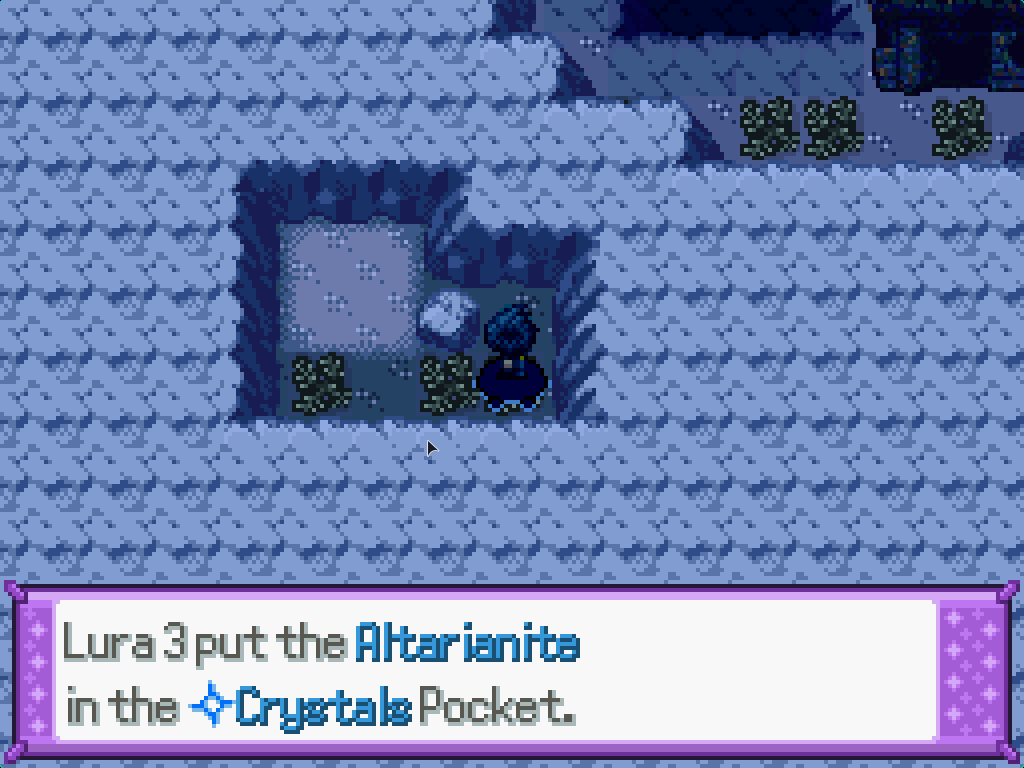 Lura 3 put the Altarianite
in the Crystals Pocket.